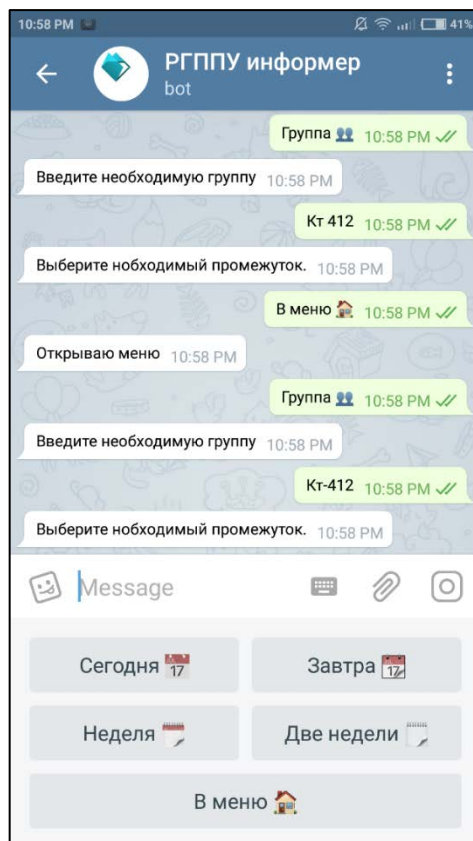 10:58 PM 41%
РГППУ информер
bot
Группа 👥 10:58 PM
Введите необходимую группу 10:58 PM
Кт 412 10:58 PM
Выберите нобходимый промежуток. 10:58 PM
В меню 🏠 10:58 PM
Открываю меню 10:58 PM
Группа 👥 10:58 PM
Введите необходимую группу 10:58 PM
Кт-412 10:58 PM
Выберите нобходимый промежуток. 10:58 PM
Message
Сегодня 17 Завтра 17
Неделя Две недели
В меню 🏠